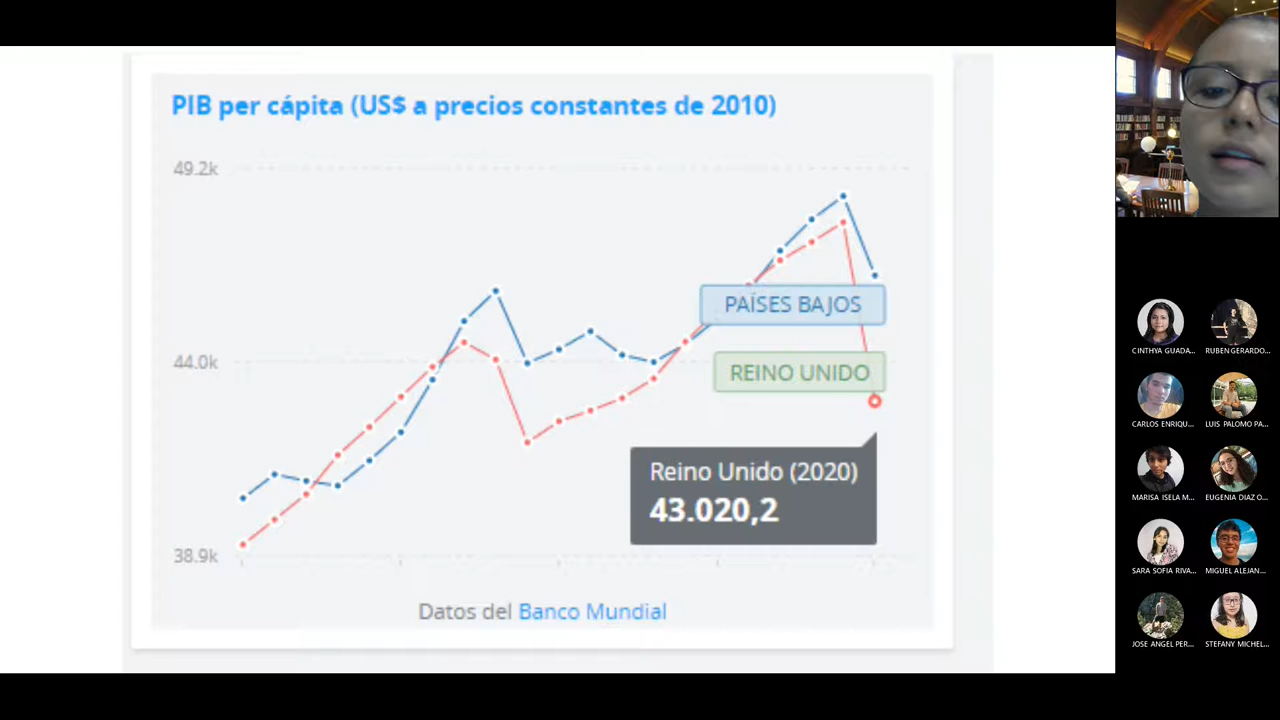 PIB per cápita (US$ a precios constantes de 2010)
49.2k
44.0k
38.9k
PAÍSES BAJOS
REINO UNIDO
Reino Unido (2020)
43.020,2
Datos del Banco Mundial
CINTHYA GUADA...
RUBEN GERARDO...
CARLOS ENRIQU...
LUIS PALOMO PA...
MARISA ISELA M...
EUGENIA DIAZ O...
SARA SOFIA RIVA...
MIGUEL ALEJAN...
JOSE ANGEL PER...
STEFANY MICHEL...